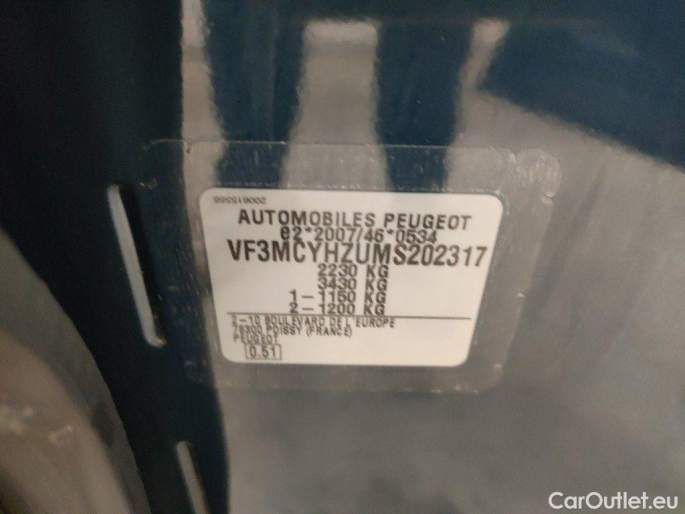 200615566
AUTOMOBILES PEUGEOT
e2*2007/46*0534
VF3MCYHZUMS202317
2230 KG
3430 KG
1-1150 KG
2-1200 KG
2-10 BOULEVARD DE L'EUROPE
78300 POISSY (FRANCE)
PEUGEOT
0.51
CarOutlet.eu